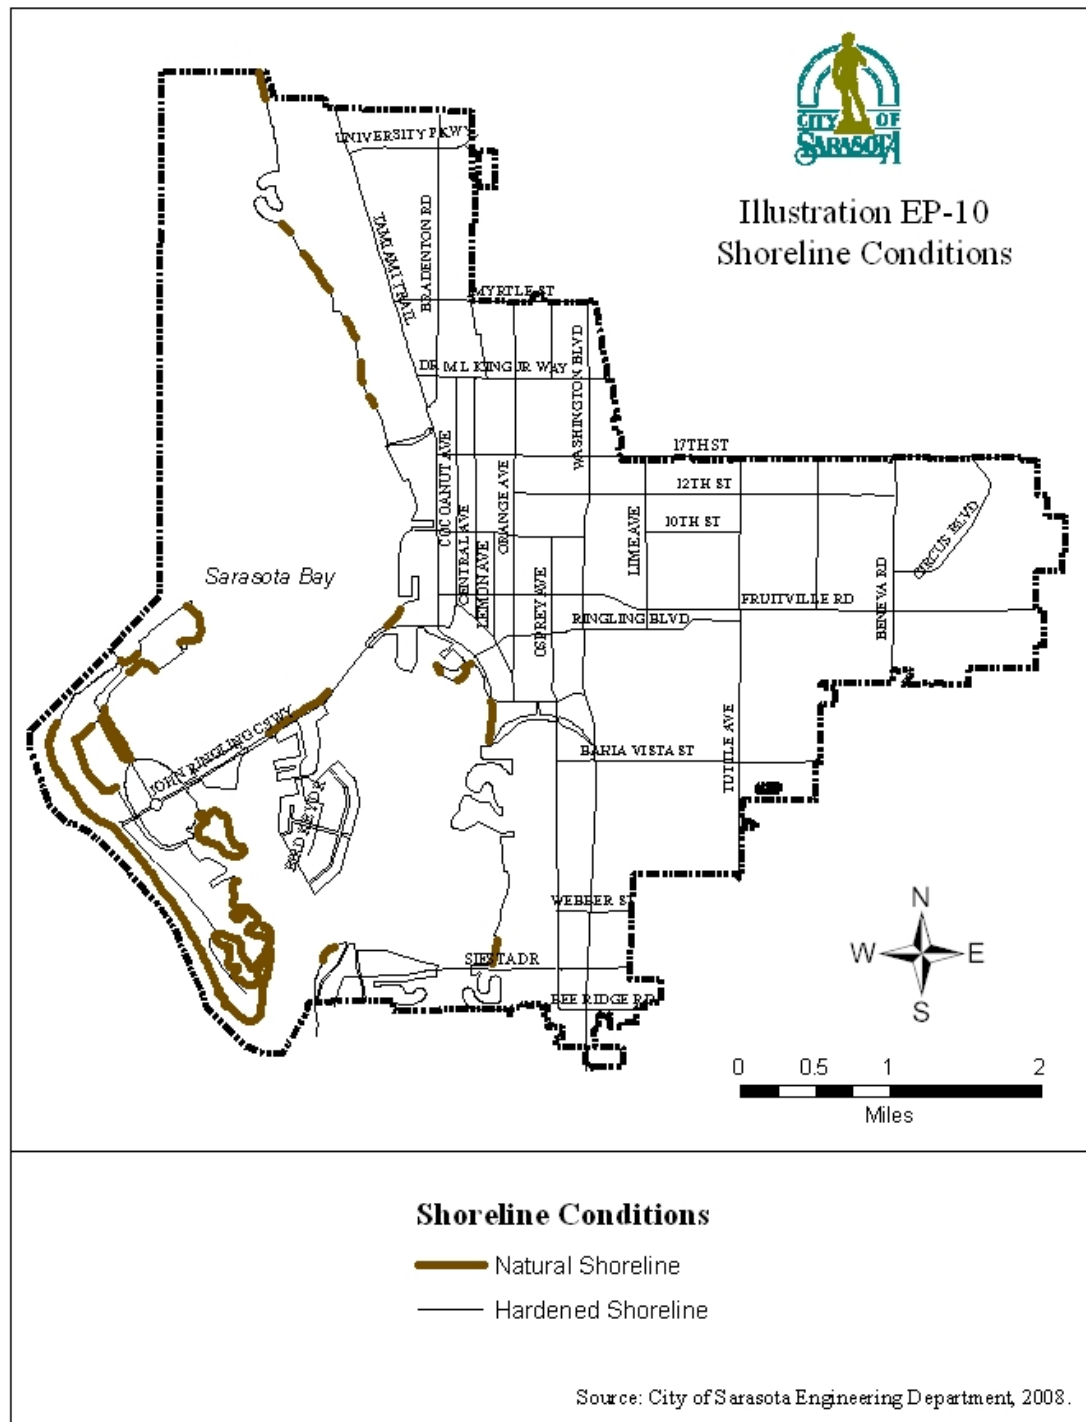 CITY OF
SARASOTA
Illustration EP-10
Shoreline Conditions
UNIVERSITY PKWY
TAMIAMI TRAIL
BRADENTON RD
MYRTLE ST
DR M L KING JR WAY
WASHINGTON BLVD
17TH ST
COCOANUT AVE
ORANGE AVE
12TH ST
CENTRAL AVE
LEMON AVE
10TH ST
LIME AVE
CIRCUS BLVD
Sarasota Bay
OSPREY AVE
FRUITVILLE RD
BENEVA RD
RINGLING BLVD
JOHN RINGLING CSWY
BAHIA VISTA ST
TUTTLE AVE
BIRD KEY DR
WEBBER ST
SIESTA DR
BEE RIDGE RD
N
W E
S
0 0.5 1 2
Miles
Shoreline Conditions
Natural Shoreline
Hardened Shoreline
Source: City of Sarasota Engineering Department, 2008.